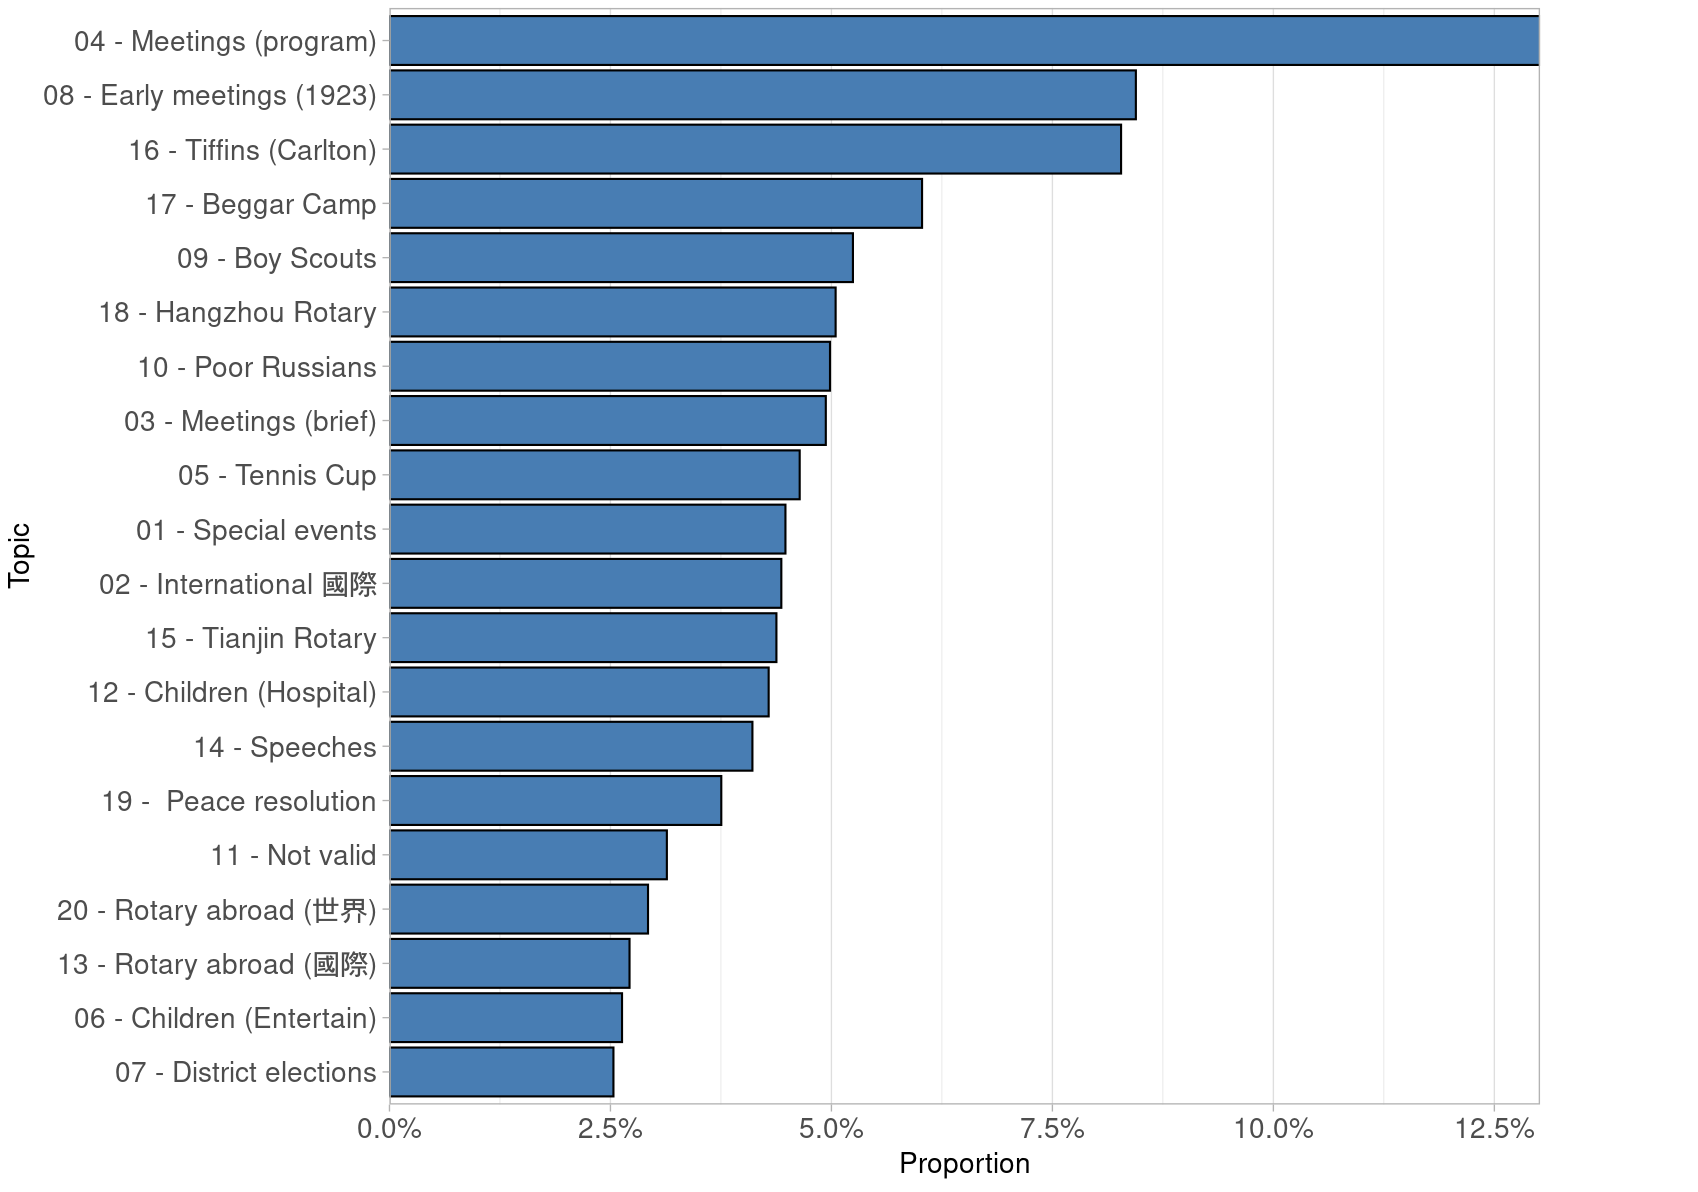 04 - Meetings (program)
08 - Early meetings (1923)
16 - Tiffins (Carlton)
17 - Beggar Camp
09 - Boy Scouts
18 - Hangzhou Rotary
10 - Poor Russians
03 - Meetings (brief)
05 - Tennis Cup
01 - Special events
02 - International 國際
15 - Tianjin Rotary
12 - Children (Hospital)
14 - Speeches
19 -  Peace resolution
11 - Not valid
20 - Rotary abroad (世界)
13 - Rotary abroad (國際)
06 - Children (Entertain)
07 - District elections
Topic
0.0% 2.5% 5.0% 7.5% 10.0% 12.5%
Proportion